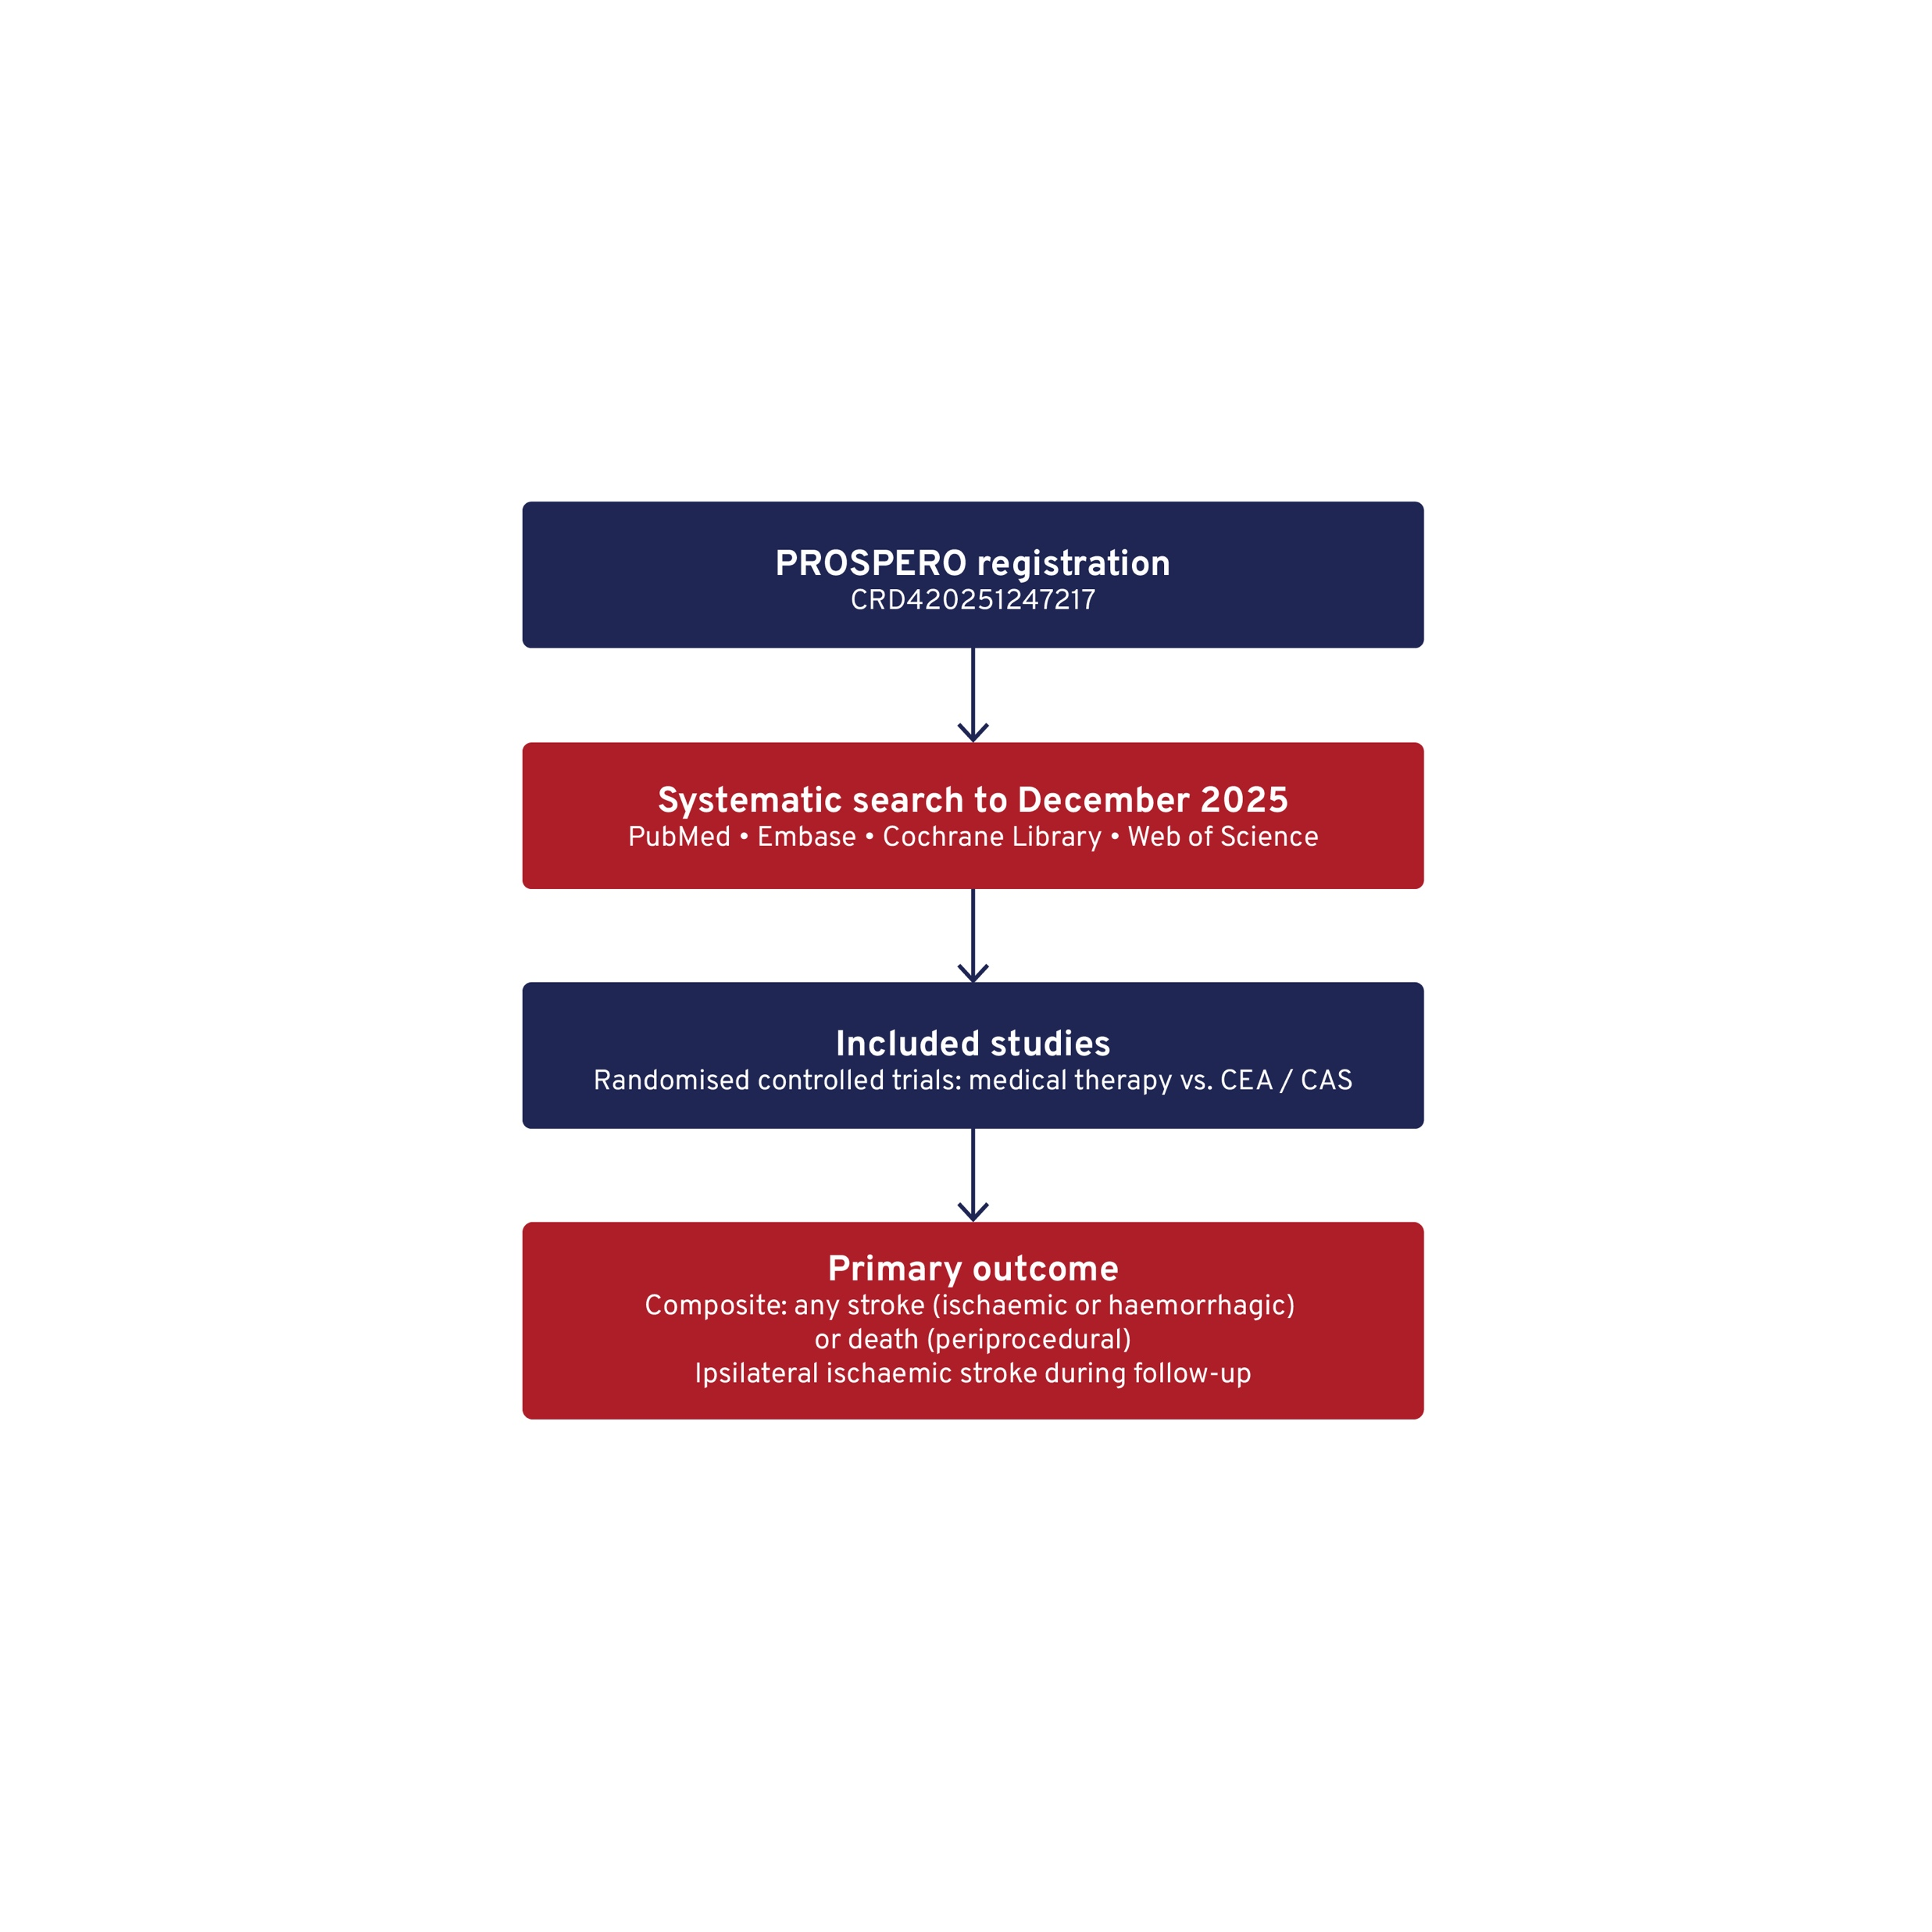 PROSPERO registration
CRD420251247217
Systematic search to December 2025
PubMed • Embase • Cochrane Library • Web of Science
Included studies
Randomised controlled trials: medical therapy vs. CEA / CAS
Primary outcome
Composite: any stroke (ischaemic or haemorrhagic)
or death (periprocedural)
Ipsilateral ischaemic stroke during follow-up